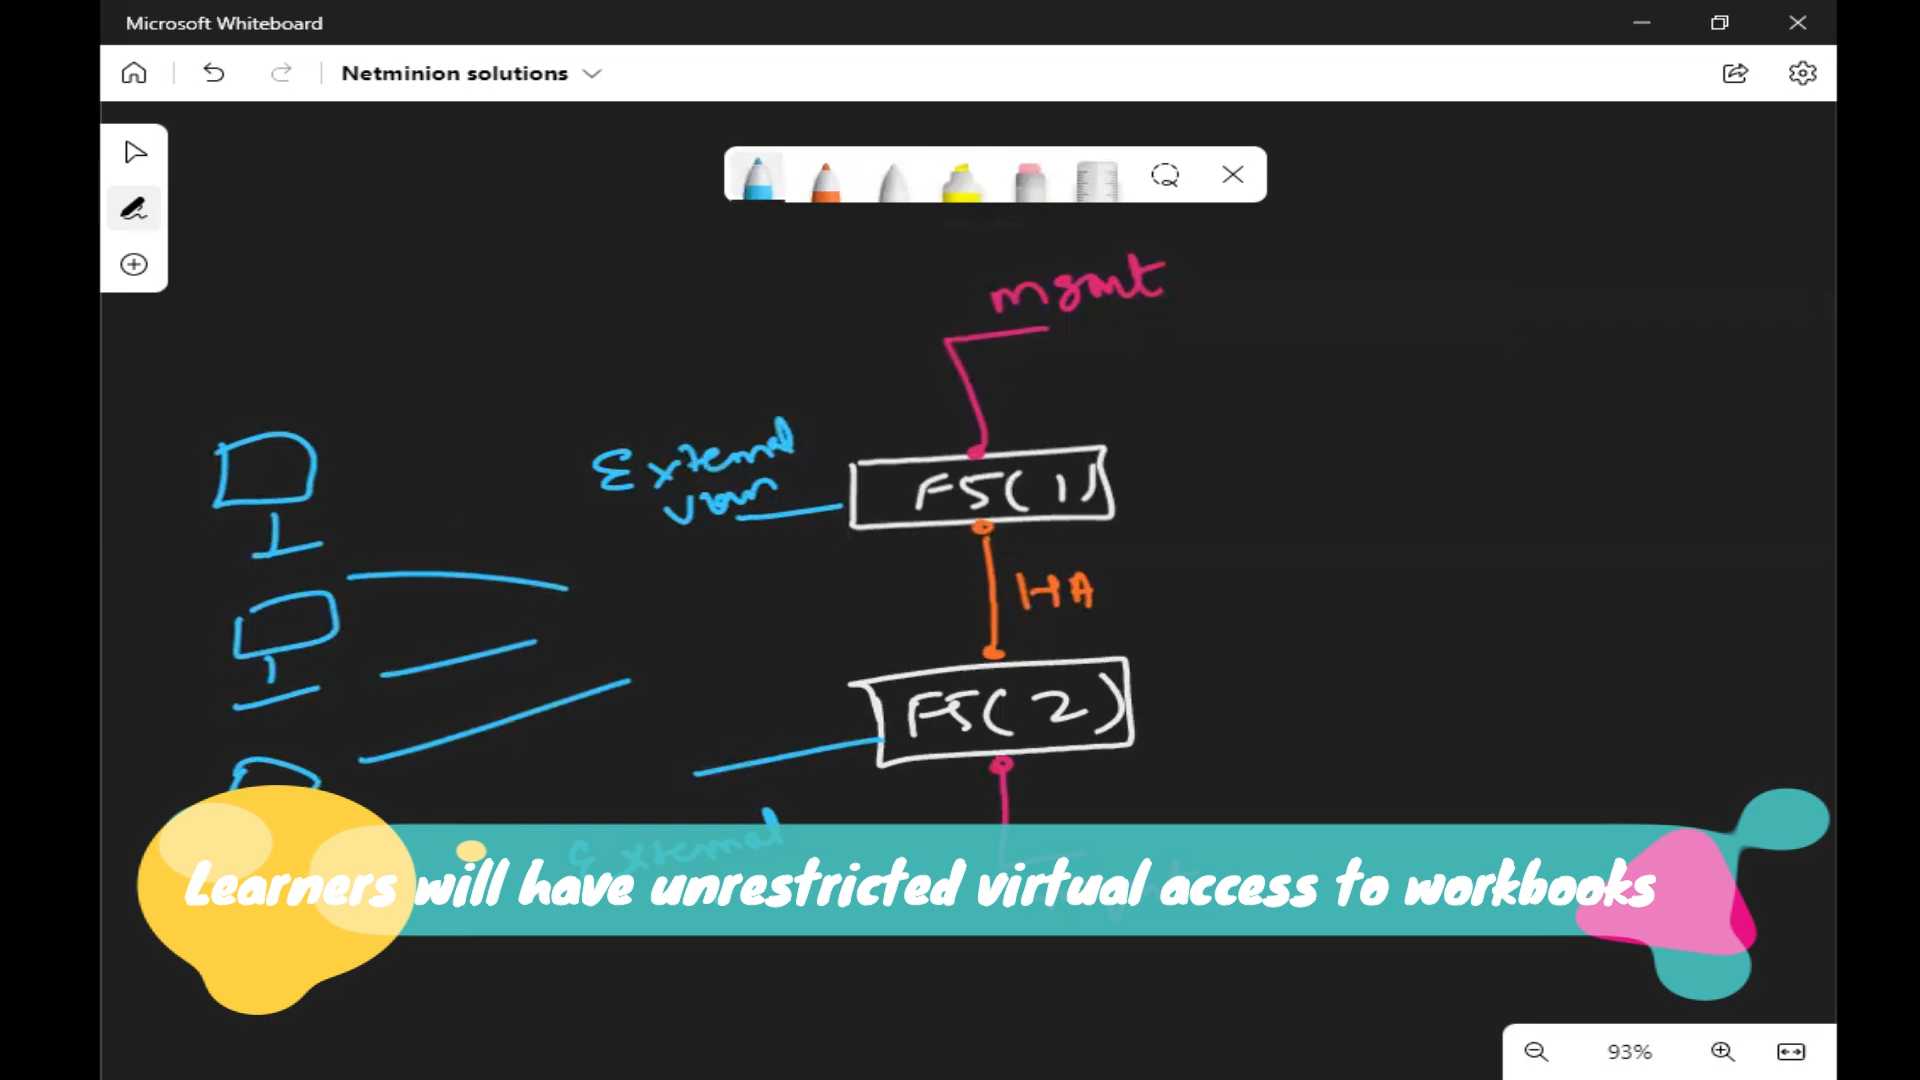 Microsoft Whiteboard
Netminion solutions
mgmt
External
F5(1)
HA
F5(2)
External
Learners will have unrestricted virtual access to workbooks
93%